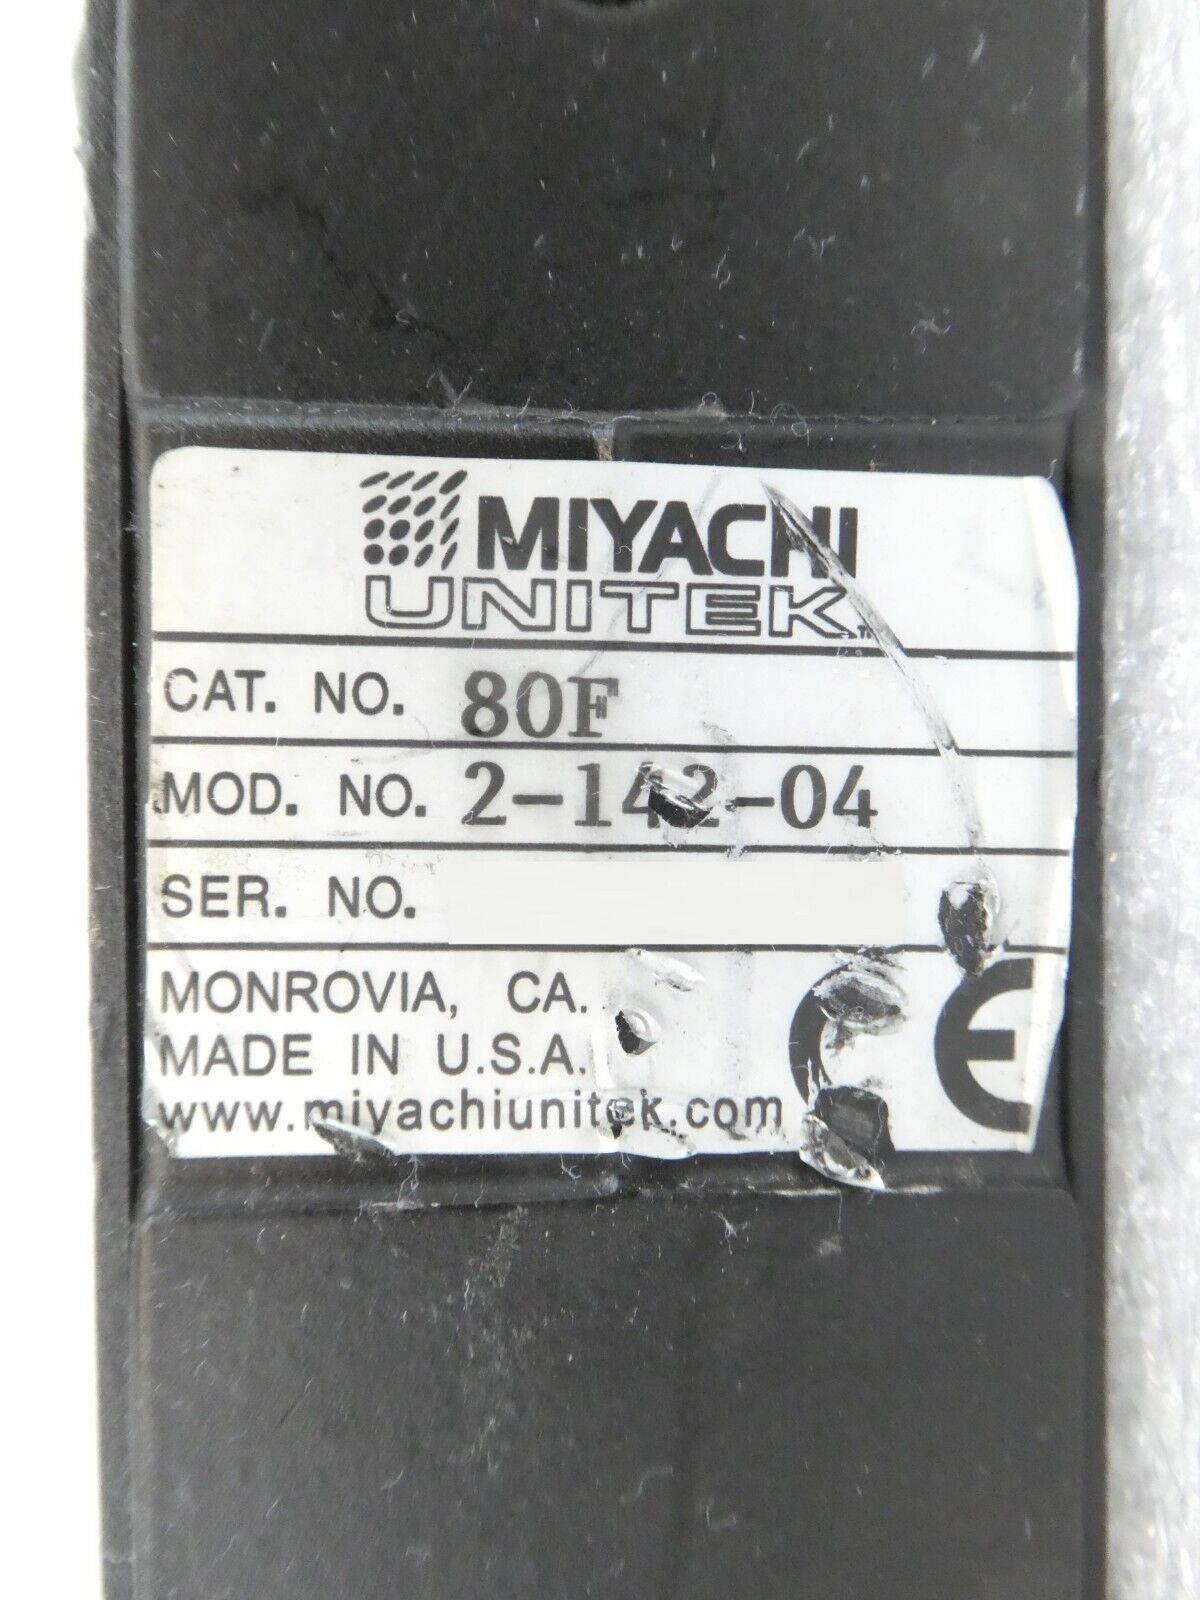 MIYACHI
UNITEK™
CAT. NO. 80F
MOD. NO. 2-142-04
SER. NO.
MONROVIA, CA.
MADE IN U.S.A.
www.miyachiunitek.com
CE